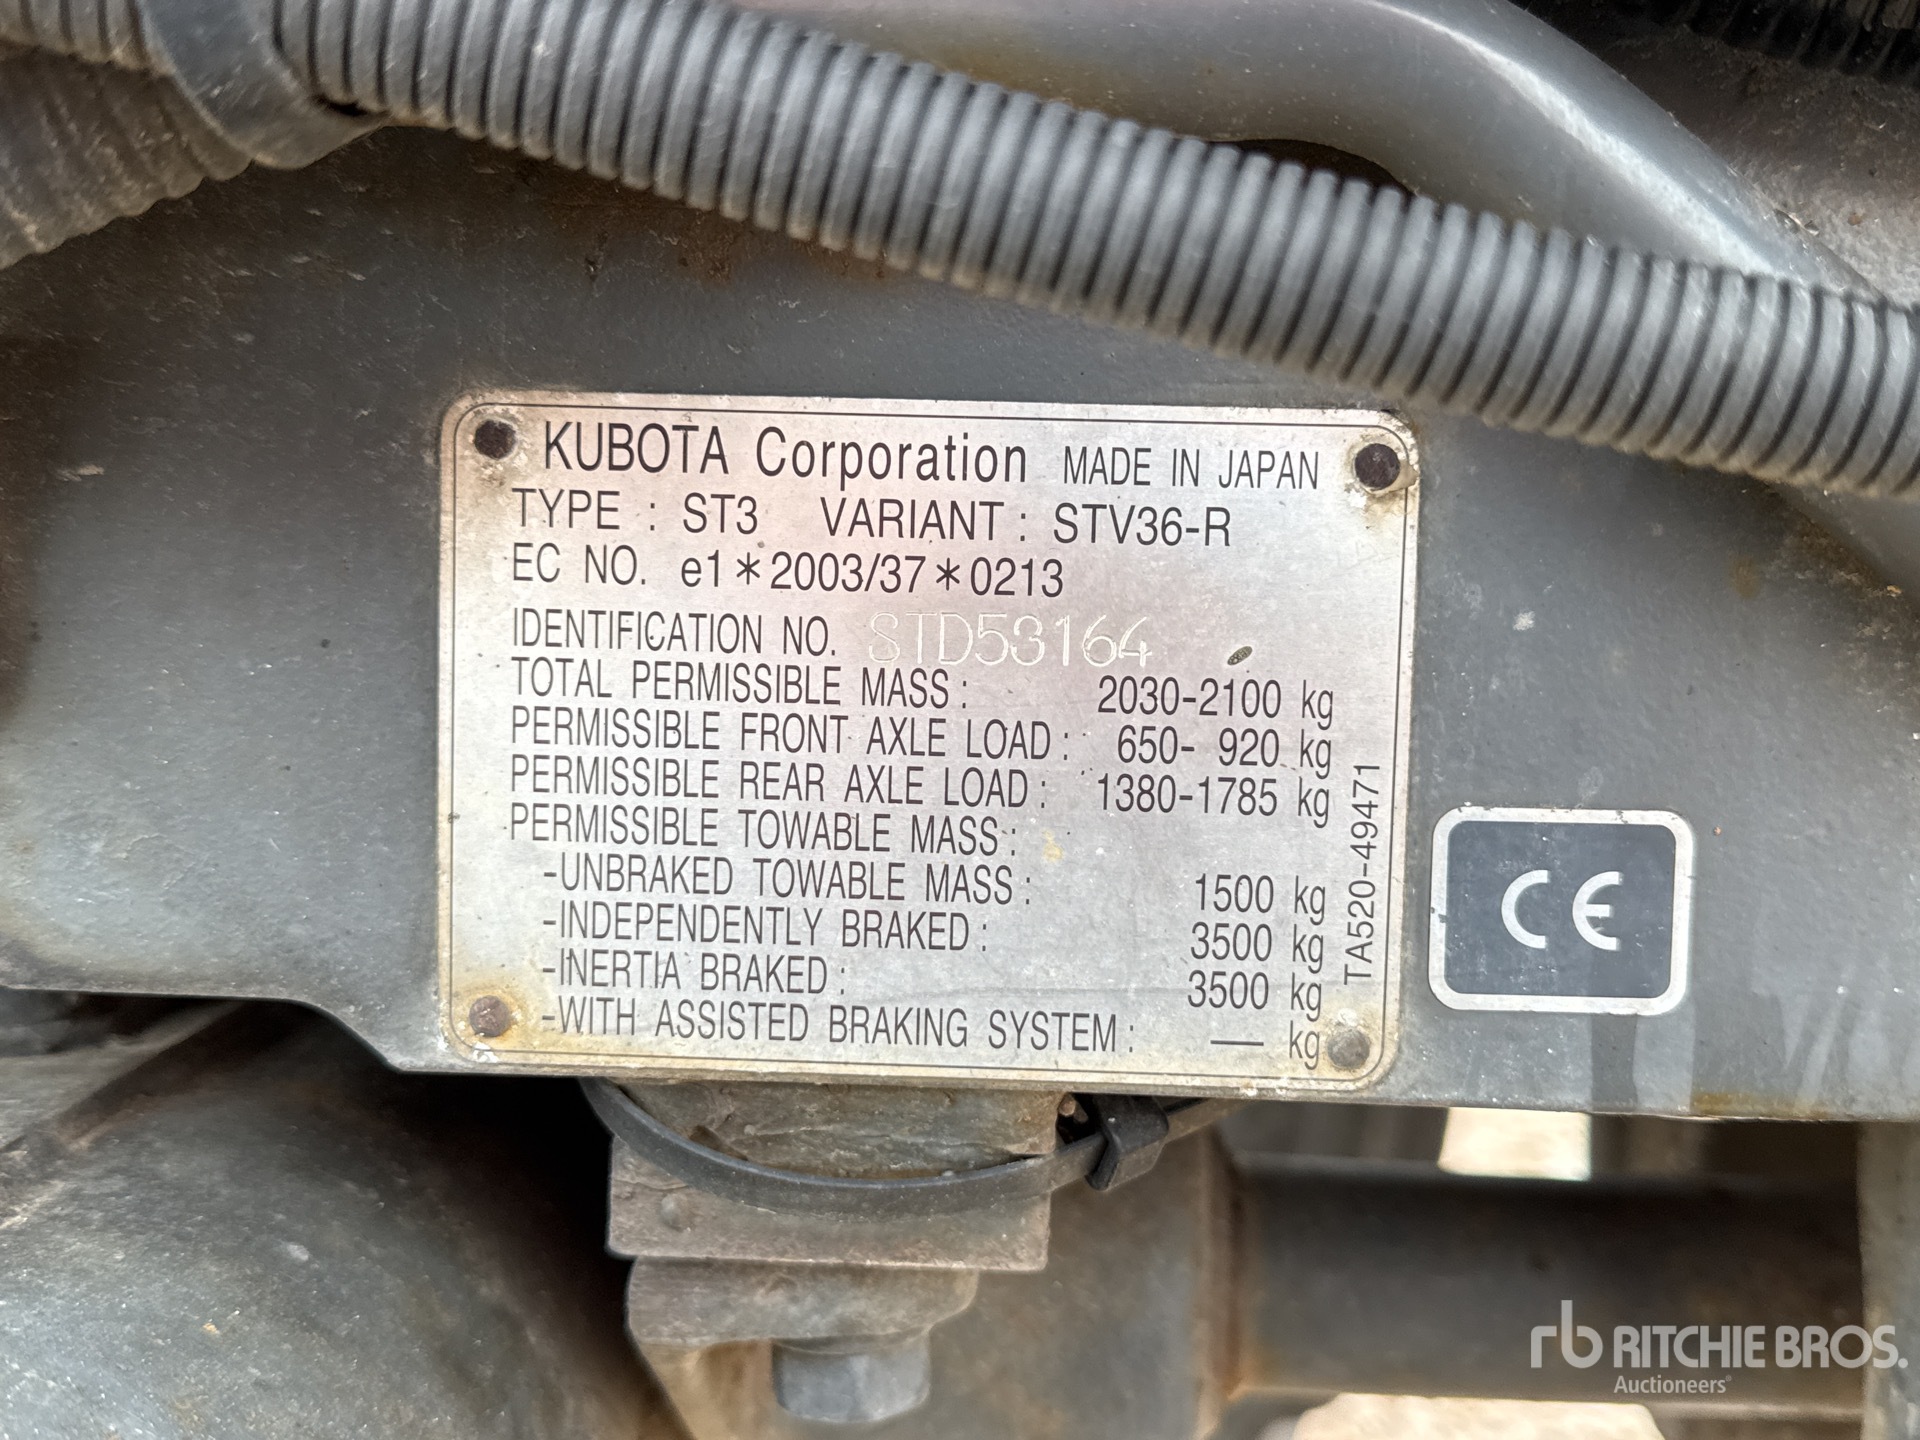 KUBOTA Corporation MADE IN JAPAN
TYPE : ST3 VARIANT : STV36-R
EC NO. e1*2003/37*0213
IDENTIFICATION NO. STD53164
TOTAL PERMISSIBLE MASS : 2030-2100 kg
PERMISSIBLE FRONT AXLE LOAD : 650- 920 kg
PERMISSIBLE REAR AXLE LOAD : 1380-1785 kg
PERMISSIBLE TOWABLE MASS :
-UNBRAKED TOWABLE MASS : 1500 kg
-INDEPENDENTLY BRAKED : 3500 kg
-INERTIA BRAKED : 3500 kg
-WITH ASSISTED BRAKING SYSTEM : — kg
TA520-49471
CE
rb RITCHIE BROS.
Auctioneers